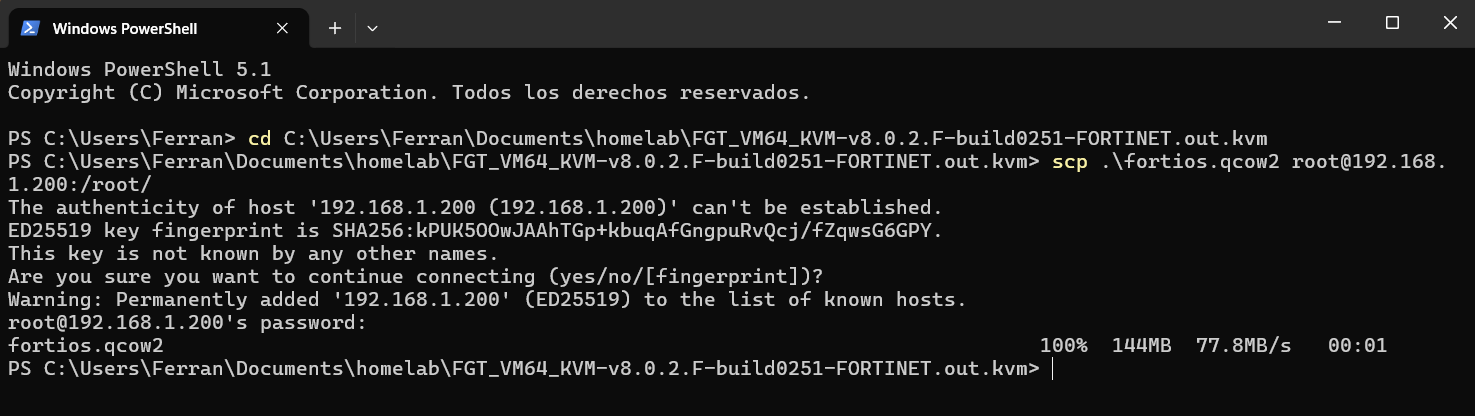 Windows PowerShell
Windows PowerShell 5.1
Copyright (C) Microsoft Corporation. Todos los derechos reservados.
PS C:\Users\Ferran> cd C:\Users\Ferran\Documents\homelab\FGT_VM64_KVM-v8.0.2.F-build0251-FORTINET.out.kvm
PS C:\Users\Ferran\Documents\homelab\FGT_VM64_KVM-v8.0.2.F-build0251-FORTINET.out.kvm> scp .\fortios.qcow2 root@192.168.
1.200:/root/
The authenticity of host '192.168.1.200 (192.168.1.200)' can't be established.
ED25519 key fingerprint is SHA256:kPUK5OOwJAAhTGp+kbuqAfGngpuRvQcj/fZqwsG6GPY.
This key is not known by any other names.
Are you sure you want to continue connecting (yes/no/[fingerprint])?
Warning: Permanently added '192.168.1.200' (ED25519) to the list of known hosts.
root@192.168.1.200's password:
fortios.qcow2 100% 144MB 77.8MB/s 00:01
PS C:\Users\Ferran\Documents\homelab\FGT_VM64_KVM-v8.0.2.F-build0251-FORTINET.out.kvm>